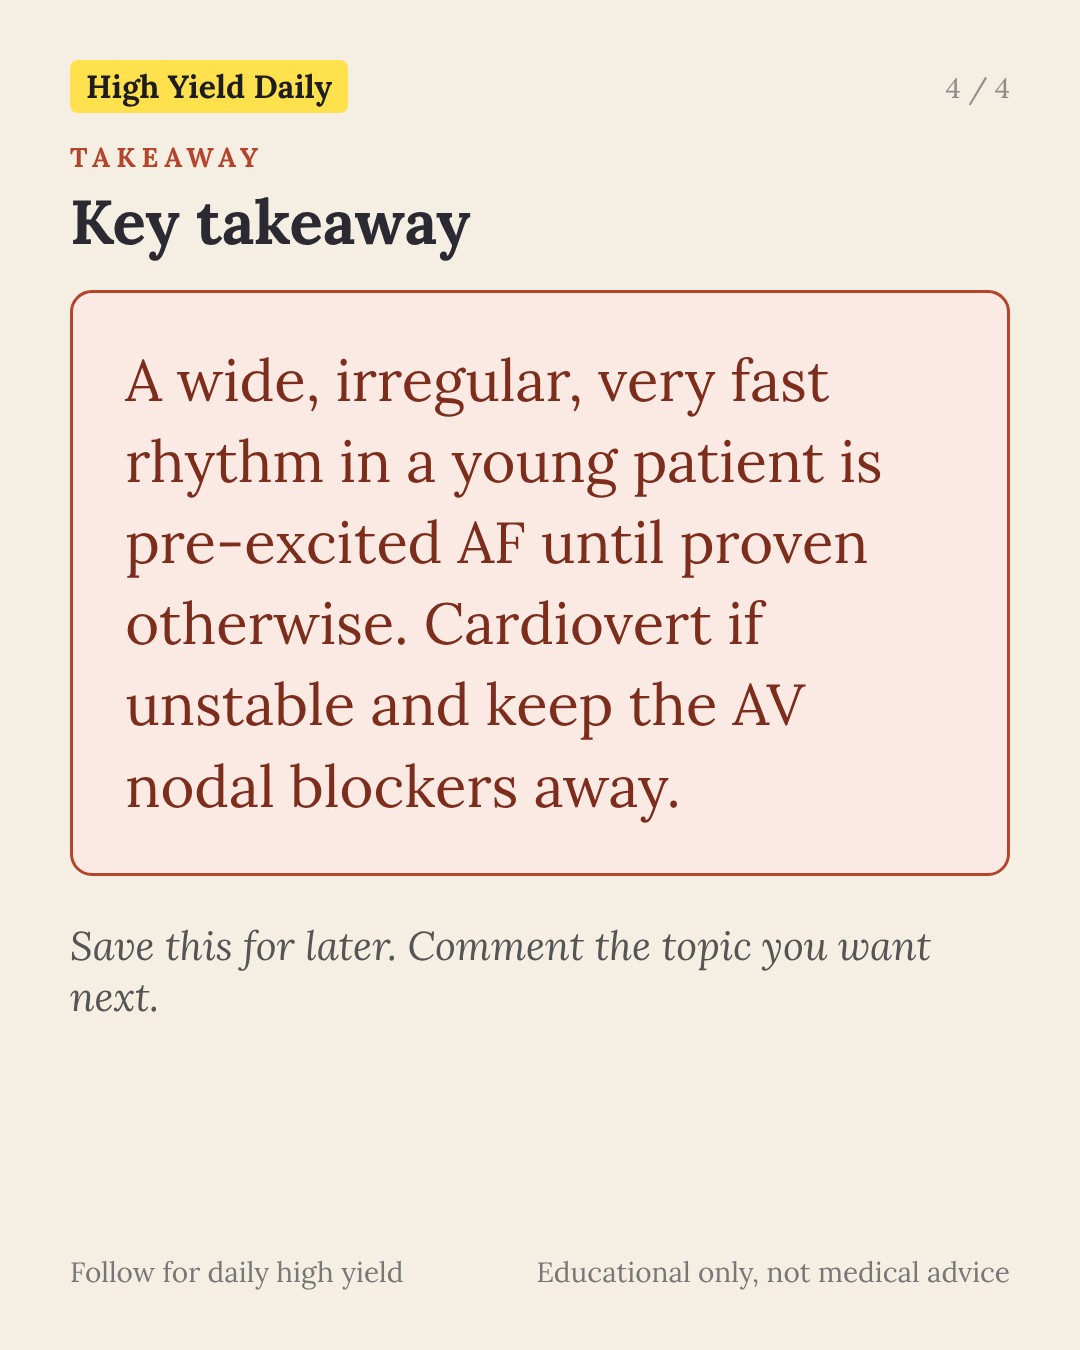 High Yield Daily
4 / 4
TAKEAWAY
Key takeaway
A wide, irregular, very fast
rhythm in a young patient is
pre-excited AF until proven
otherwise. Cardiovert if
unstable and keep the AV
nodal blockers away.
Save this for later. Comment the topic you want
next.
Follow for daily high yield
Educational only, not medical advice